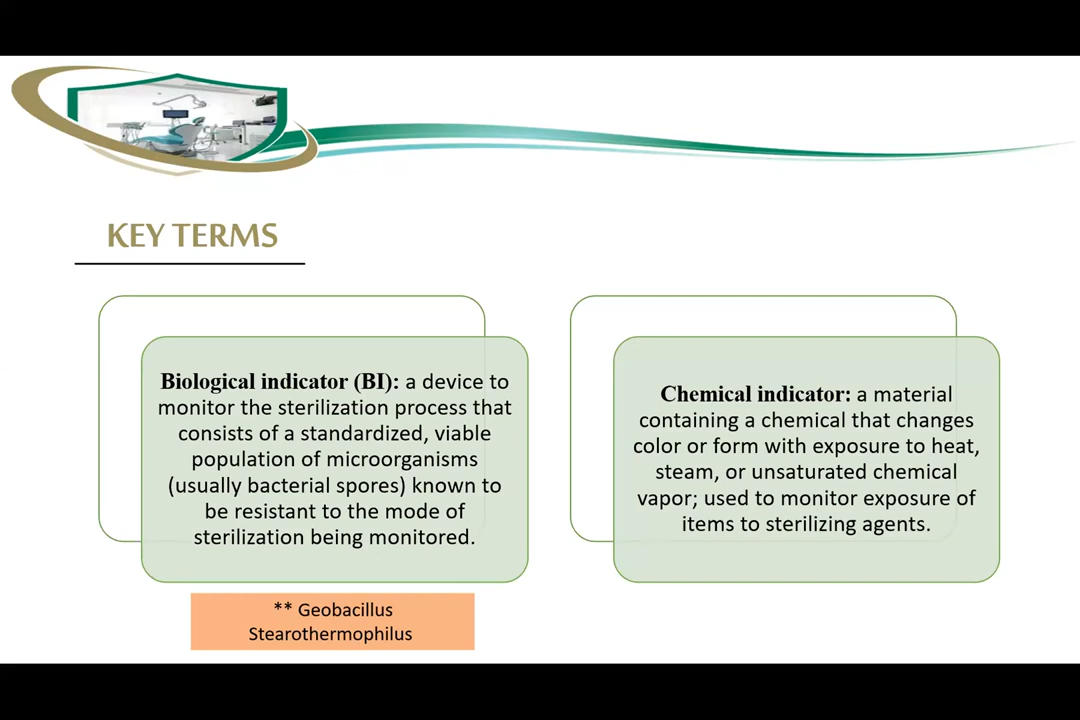 KEY TERMS
Biological indicator (BI): a device to
monitor the sterilization process that
consists of a standardized, viable
population of microorganisms
(usually bacterial spores) known to
be resistant to the mode of
sterilization being monitored.
** Geobacillus
Stearothermophilus
Chemical indicator: a material
containing a chemical that changes
color or form with exposure to heat,
steam, or unsaturated chemical
vapor; used to monitor exposure of
items to sterilizing agents.